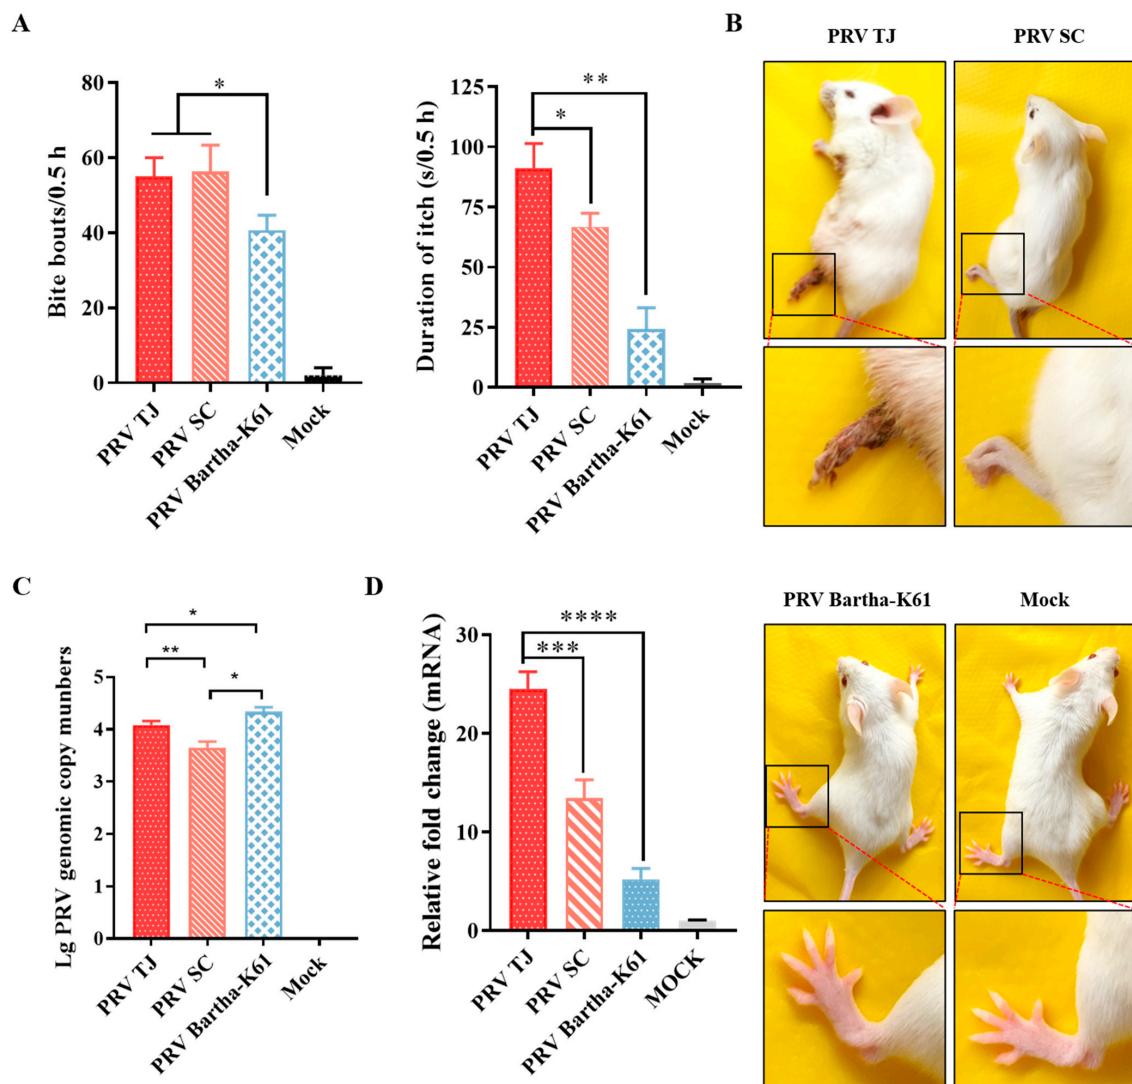 A
B
PRV TJ
PRV SC
Bite bouts/0.5 h
80
60
40
20
0
*
PRV TJ
PRV SC
PRV Bartha-K61
Mock
Duration of itch (s/0.5 h)
125
100
75
50
25
0
**
*
PRV TJ
PRV SC
PRV Bartha-K61
Mock
C
D
PRV Bartha-K61
Mock
Lg PRV genomic copy munbers
5
4
3
2
1
0
*
**
*
PRV TJ
PRV SC
PRV Bartha-K61
Mock
Relative fold change (mRNA)
30
20
10
0
****
***
PRV TJ
PRV SC
PRV Bartha-K61
MOCK